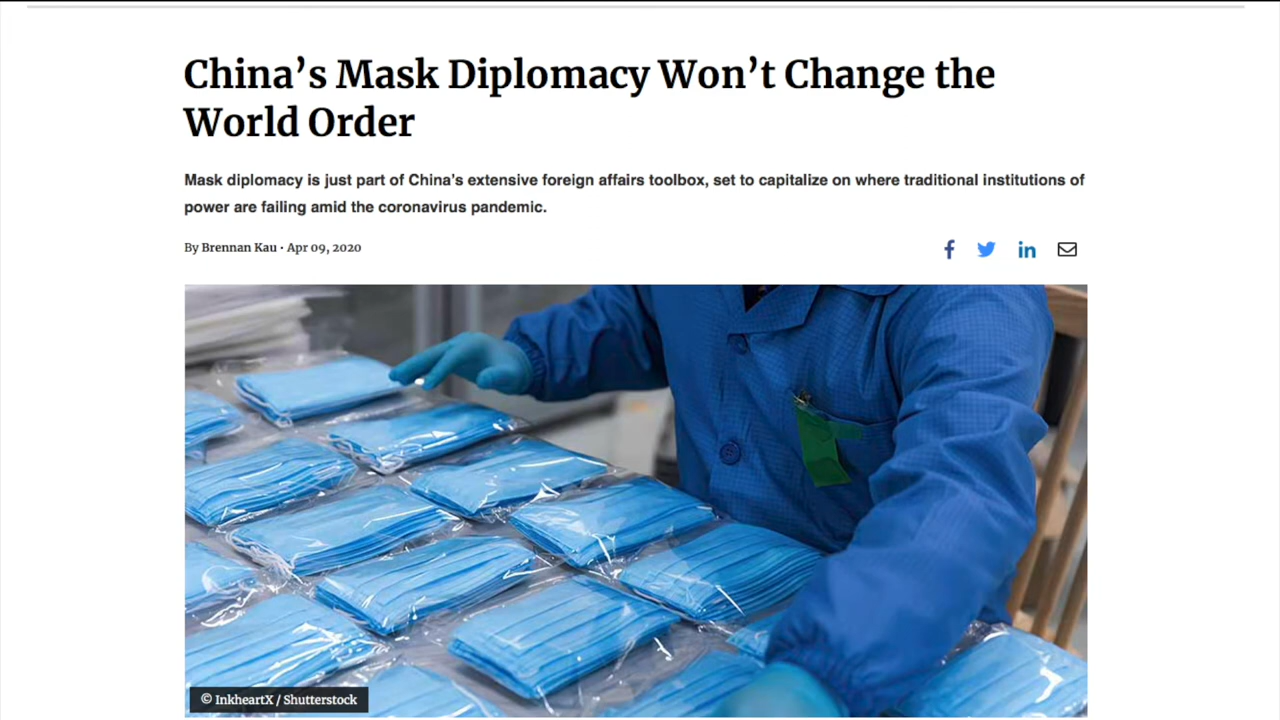 China’s Mask Diplomacy Won’t Change the
World Order
Mask diplomacy is just part of China's extensive foreign affairs toolbox, set to capitalize on where traditional institutions of
power are failing amid the coronavirus pandemic.
By Brennan Kau · Apr 09, 2020
© InkheartX / Shutterstock